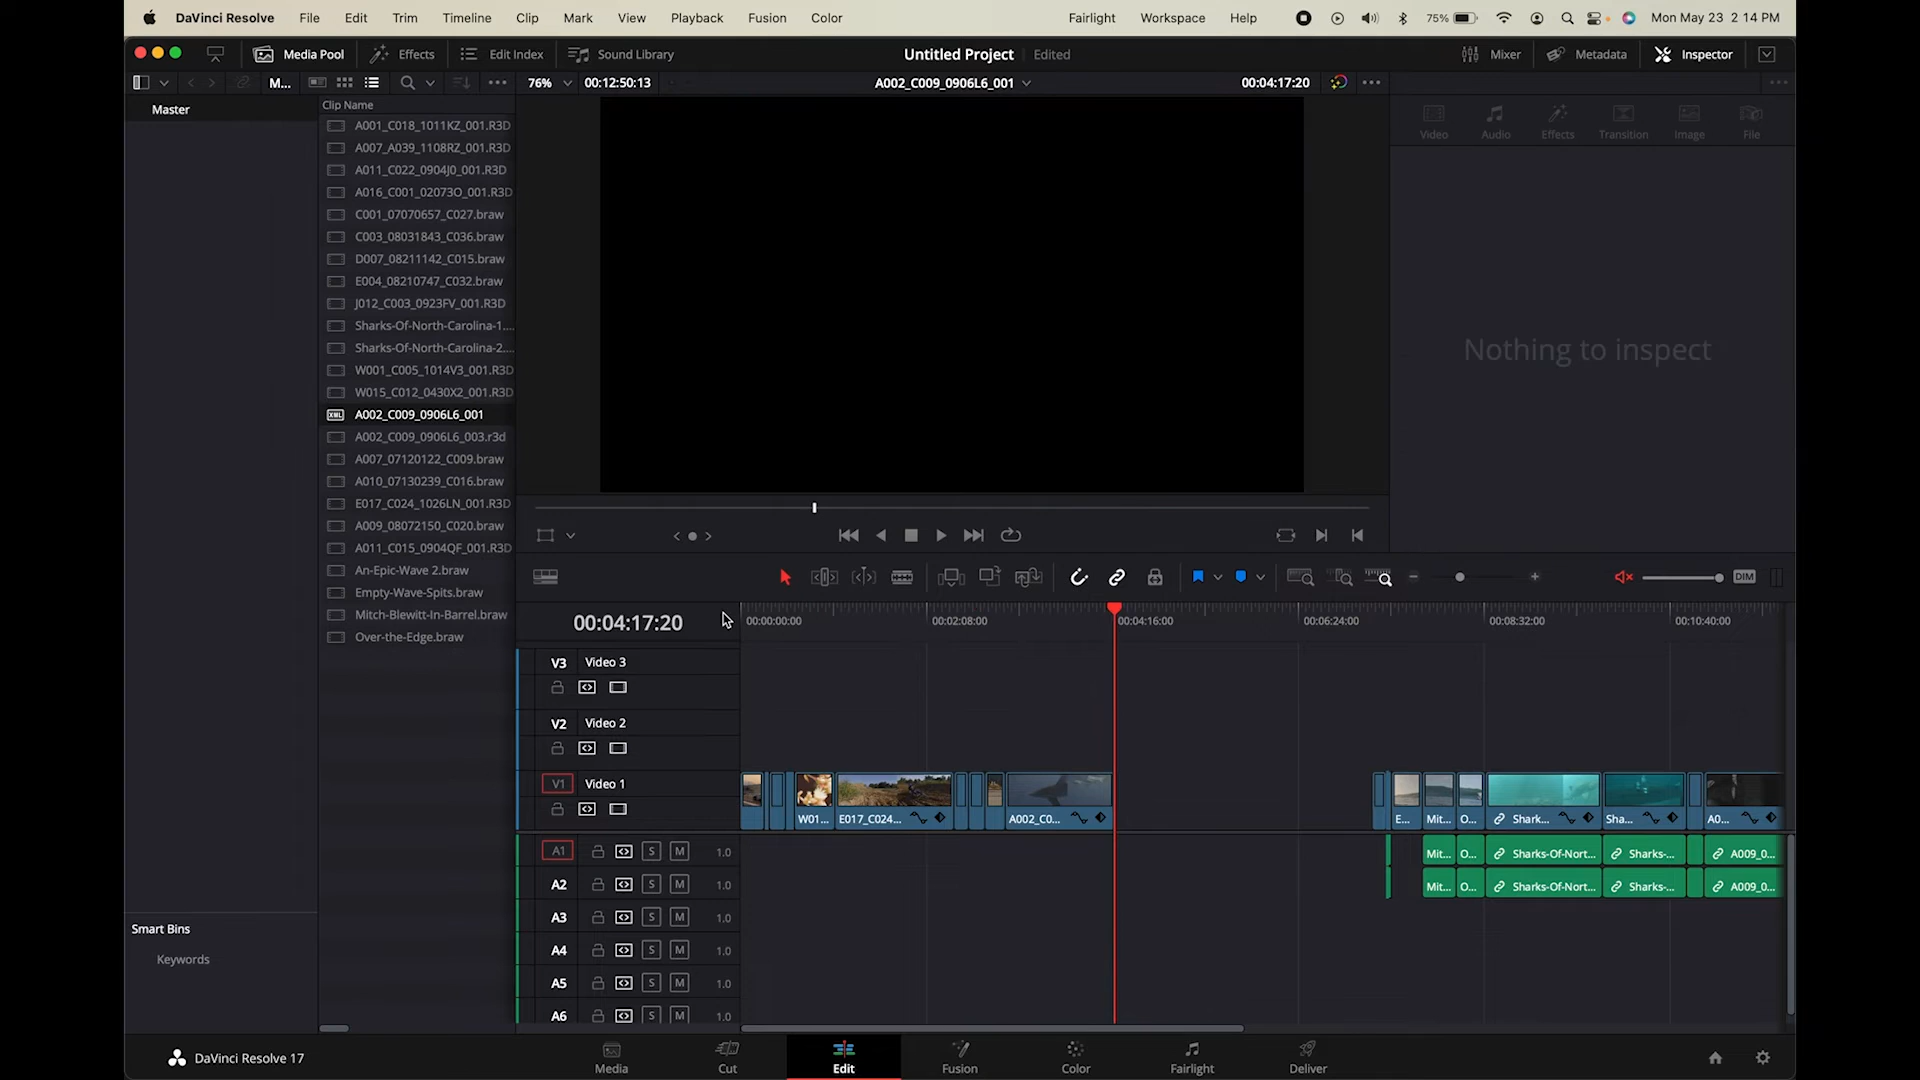 DaVinci Resolve File Edit Trim Timeline Clip Mark View Playback Fusion Color Fairlight Workspace Help 75% Mon May 23 2:14 PM
Media Pool Effects Edit Index Sound Library Untitled Project Edited Mixer Metadata Inspector
M... 76% 00:12:50:13 A002_C009_0906L6_001 00:04:17:20
Master
Clip Name
A001_C018_1011KZ_001.R3D
A007_A039_1108RZ_001.R3D
A011_C022_0904J0_001.R3D
A016_C001_02073O_001.R3D
C001_07070657_C027.braw
C003_08031843_C036.braw
D007_08211142_C015.braw
E004_08210747_C032.braw
J012_C003_0923FV_001.R3D
Sharks-Of-North-Carolina-1....
Sharks-Of-North-Carolina-2....
W001_C005_1014V3_001.R3D
W015_C012_0430X2_001.R3D
XML A002_C009_0906L6_001
A002_C009_0906L6_003.r3d
A007_07120122_C009.braw
A010_07130239_C016.braw
E017_C024_1026LN_001.R3D
A009_08072150_C020.braw
A011_C015_0904QF_001.R3D
An-Epic-Wave 2.braw
Empty-Wave-Spits.braw
Mitch-Blewitt-In-Barrel.braw
Over-the-Edge.braw
Smart Bins
Keywords
Video Audio Effects Transition Image File
Nothing to inspect
DIM
00:04:17:20 00:00:00:00 00:02:08:00 00:04:16:00 00:06:24:00 00:08:32:00 00:10:40:00
V3 Video 3
V2 Video 2
V1 Video 1
W01... E017_C024... A002_C0... E... Mit... O... Shark... Sha... A0...
A1 S M 1.0 Mit... O... Sharks-Of-Nort... Sharks-... A009_0...
A2 S M 1.0 Mit... O... Sharks-Of-Nort... Sharks-... A009_0...
A3 S M 1.0
A4 S M 1.0
A5 S M 1.0
A6 S M 1.0
DaVinci Resolve 17 Media Cut Edit Fusion Color Fairlight Deliver